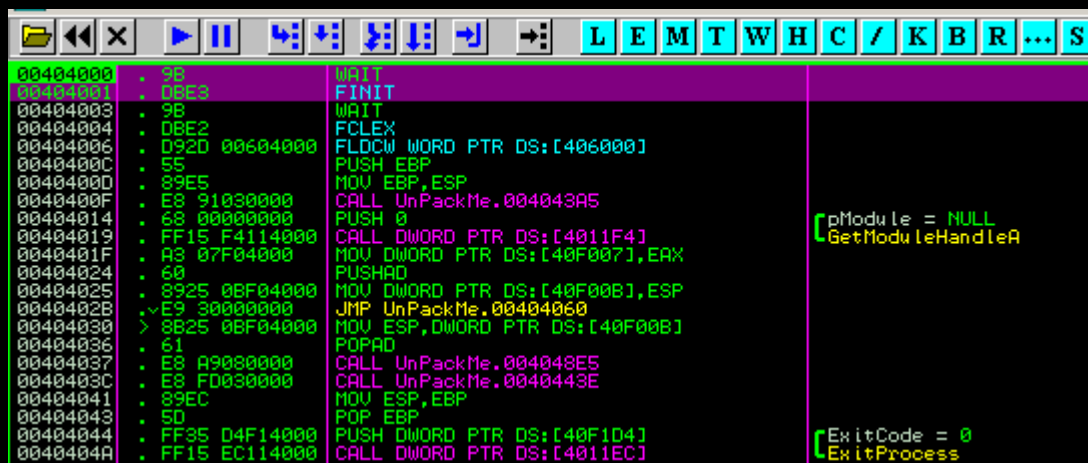 L E M T W H C / K B R ... S
00404000 . 9B WAIT
00404001 . DBE3 FINIT
00404003 . 9B WAIT
00404004 . DBE2 FCLEX
00404006 . D92D 00604000 FLDCW WORD PTR DS:[406000]
0040400C . 55 PUSH EBP
0040400D . 89E5 MOV EBP,ESP
0040400F . E8 91030000 CALL UnPackMe.004043A5
00404014 . 68 00000000 PUSH 0 pModule = NULL
00404019 . FF15 F4114000 CALL DWORD PTR DS:[4011F4] GetModuleHandleA
0040401F . A3 07F04000 MOV DWORD PTR DS:[40F007],EAX
00404024 . 60 PUSHAD
00404025 . 8925 0BF04000 MOV DWORD PTR DS:[40F00B],ESP
0040402B .v E9 30000000 JMP UnPackMe.00404060
00404030 > 8B25 0BF04000 MOV ESP,DWORD PTR DS:[40F00B]
00404036 . 61 POPAD
00404037 . E8 A9080000 CALL UnPackMe.004048E5
0040403C . E8 FD030000 CALL UnPackMe.0040443E
00404041 . 89EC MOV ESP,EBP
00404043 . 5D POP EBP
00404044 . FF35 D4F14000 PUSH DWORD PTR DS:[40F1D4] ExitCode = 0
0040404A . FF15 EC114000 CALL DWORD PTR DS:[4011EC] ExitProcess